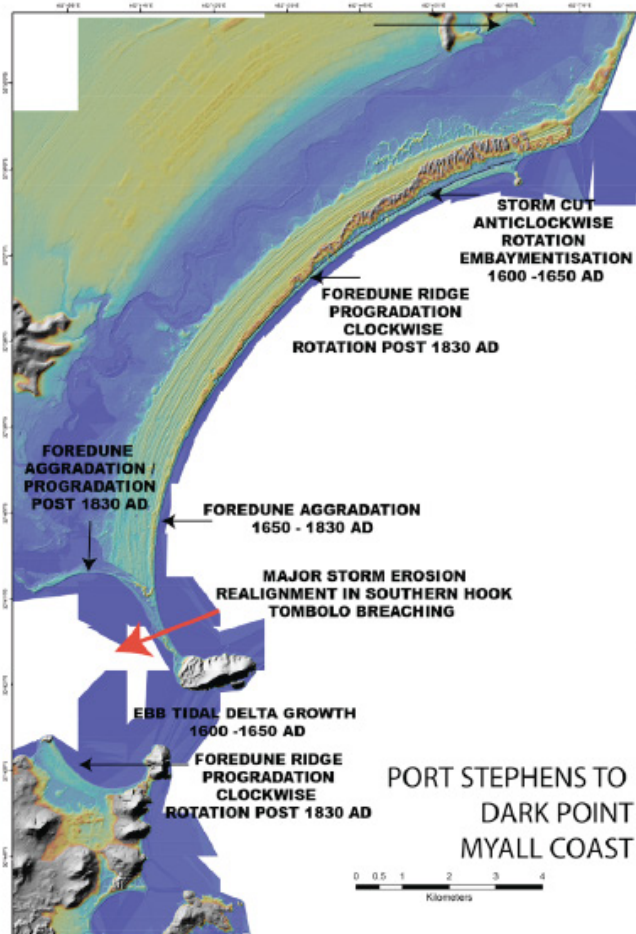 STORM CUT
ANTICLOCKWISE
ROTATION
EMBAYMENTISATION
1600 -1650 AD
FOREDUNE RIDGE
PROGRADATION
CLOCKWISE
ROTATION POST 1830 AD
FOREDUNE
AGGRADATION /
PROGRADATION
POST 1830 AD
FOREDUNE AGGRADATION
1650 - 1830 AD
MAJOR STORM EROSION
REALIGNMENT IN SOUTHERN HOOK
TOMBOLO BREACHING
EBB TIDAL DELTA GROWTH
1600 -1650 AD
FOREDUNE RIDGE
PROGRADATION
CLOCKWISE
ROTATION POST 1830 AD
PORT STEPHENS TO
DARK POINT
MYALL COAST
0 0.5 1 2 3 4
Kilometers